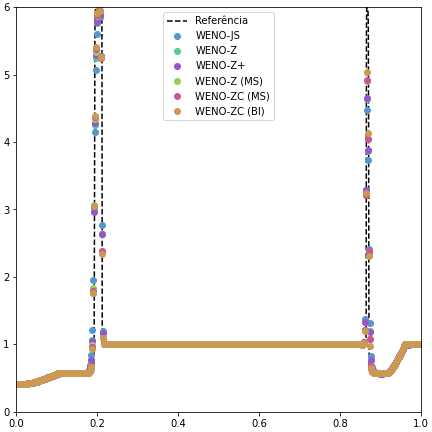 6
Referência
WENO-JS
WENO-Z
WENO-Z+
WENO-Z (MS)
WENO-ZC (MS)
WENO-ZC (BI)
5
4
3
2
1
0
0.0 0.2 0.4 0.6 0.8 1.0